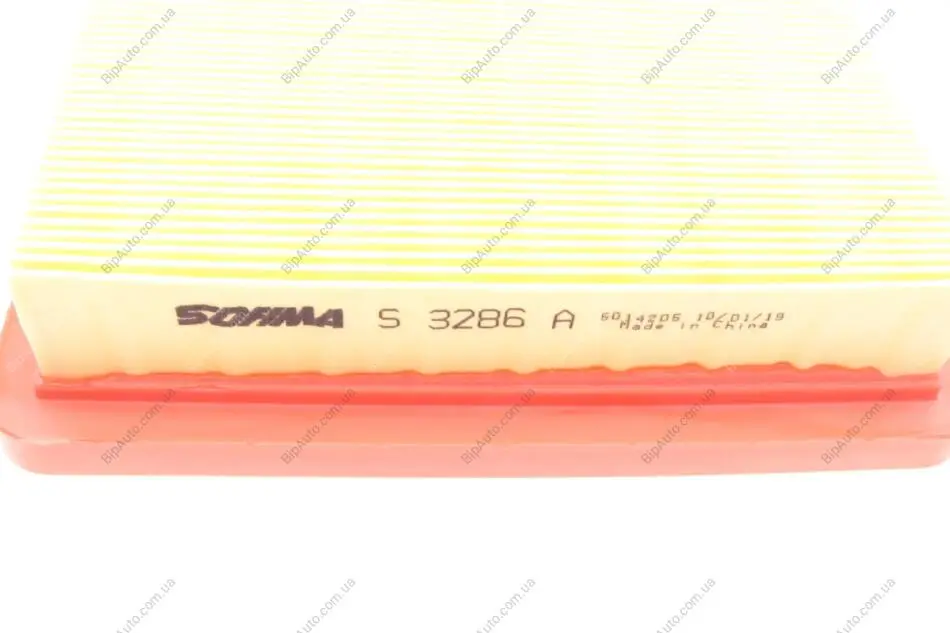 SOFIMA S 3286 A 5014205 10/01/19
Made in China
BipAuto.com.ua